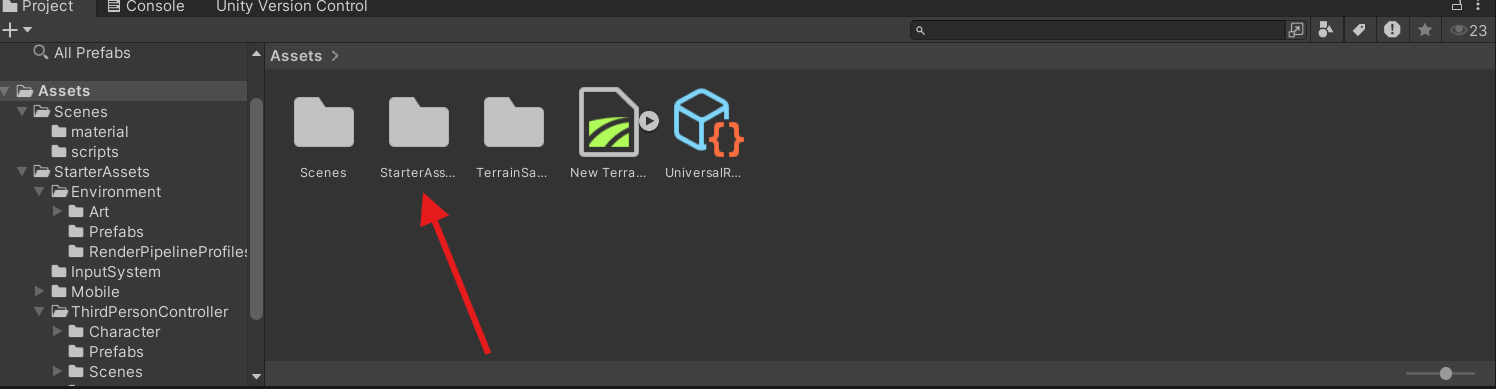 Project
Console
Unity Version Control
23
All Prefabs
Assets
Assets
Scenes
material
scripts
StarterAssets
Environment
Art
Prefabs
RenderPipelineProfiles
InputSystem
Mobile
ThirdPersonController
Character
Prefabs
Scenes
Scenes
StarterAss...
TerrainSa...
New Terra...
UniversalR...